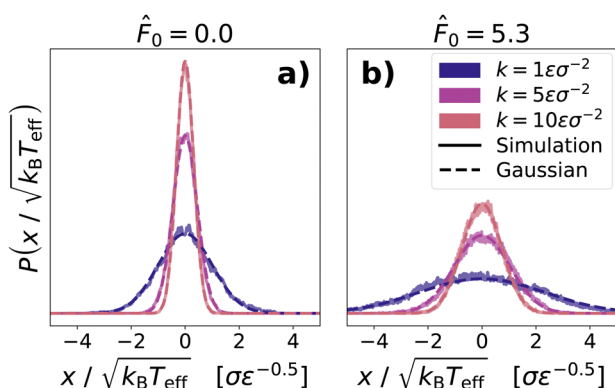 F̂₀ = 0.0
F̂₀ = 5.3
a)
b)
k = 1εσ⁻²
k = 5εσ⁻²
k = 10εσ⁻²
Simulation
Gaussian
P(x / √k_B T_eff)
−4 −2 0 2 4
−4 −2 0 2 4
x / √k_B T_eff [σε⁻⁰·⁵]
x / √k_B T_eff [σε⁻⁰·⁵]